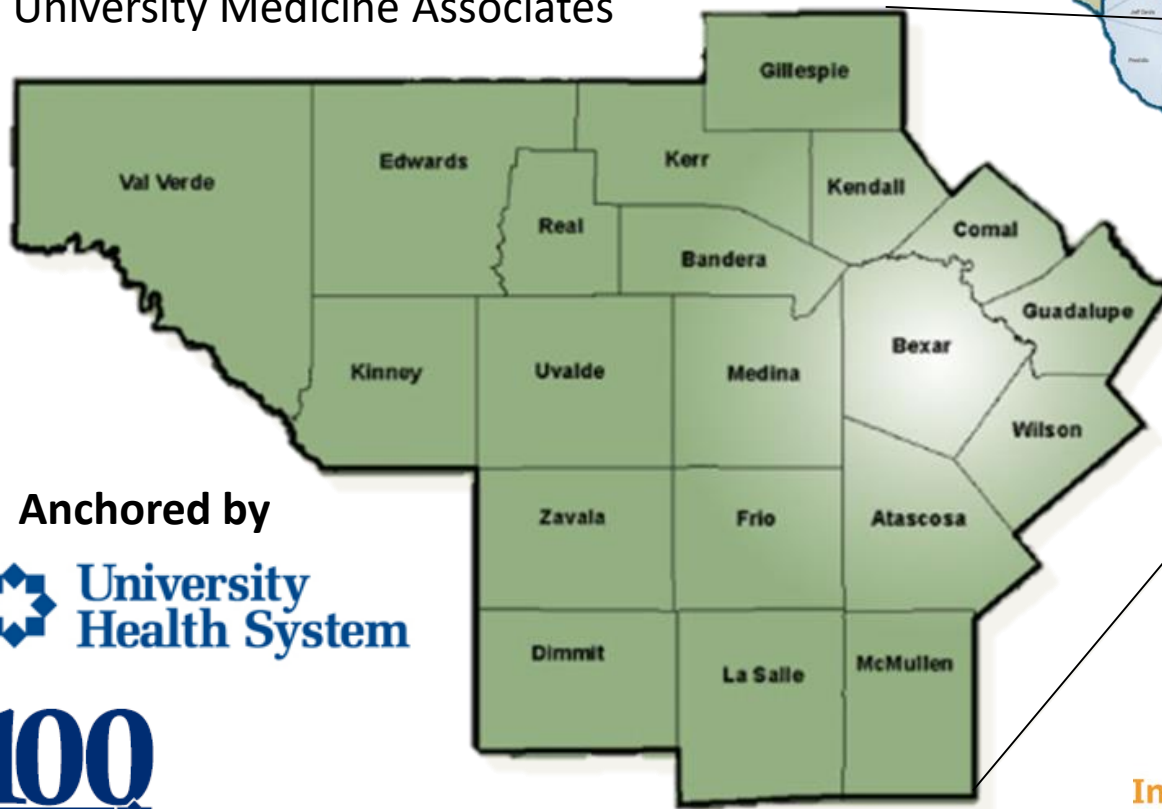 University Medicine Associates
Gillespie
Val Verde
Edwards
Kerr
Kendall
Real
Comal
Bandera
Guadalupe
Bexar
Kinney
Uvalde
Medina
Wilson
Anchored by
Zavala
Frio
Atascosa
University
Health System
Dimmit
La Salle
McMullen
100
In